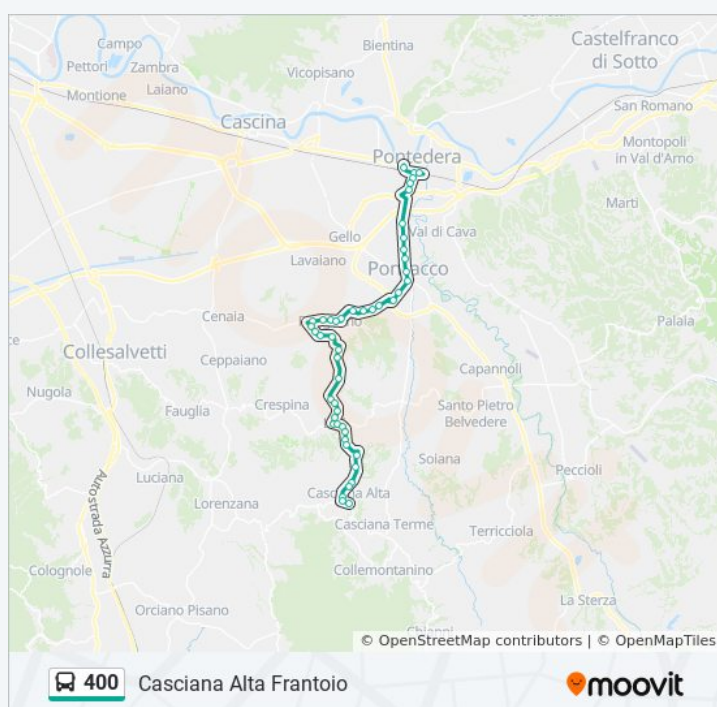 Campo
Bientina
Castelfranco
di Sotto
Pettori
Zambra
Vicopisano
Laiano
Montione
San Romano
Cascina
Montopoli
in Val d'Arno
Pontedera
Marti
Gello
Val di Cava
Lavaiano
Cenaia
Palala
Collesalvetti
Ceppaiano
Capannoli
Nugola
Fauglia
Crespina
Santo Pietro
Belvedere
Soiana
Peccioli
Luciana
Casciana Alta
Lorenzana
Casciana Terme
Terricciola
Autostrada Azzurra
Colognole
Collemontanino
La Sterza
Orciano Pisano
© OpenStreetMap contributors | © OpenMapTiles
400
Casciana Alta Frantoio
moovit